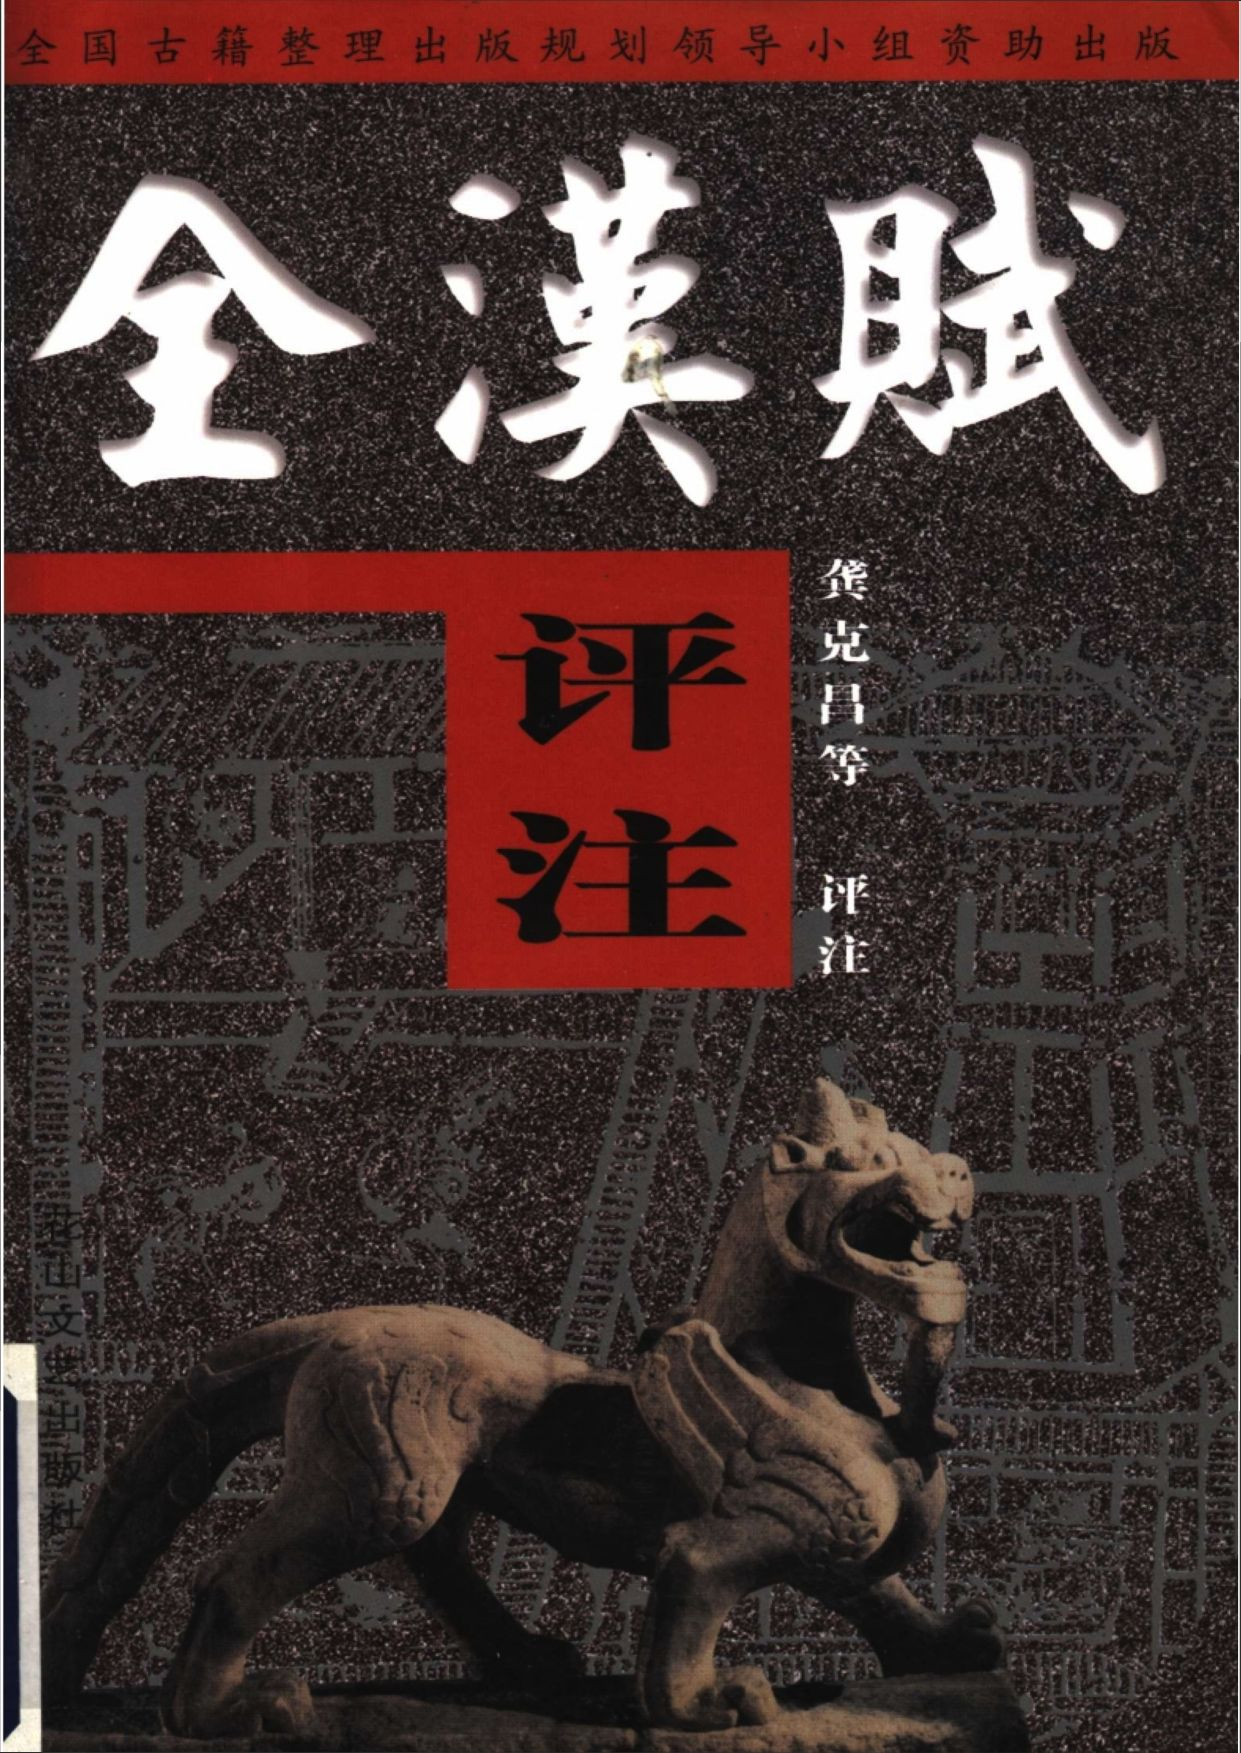 全国古籍整理出版规划领导小组资助出版
全漢賦
评注
龚克昌等 评注
花山文艺出版社